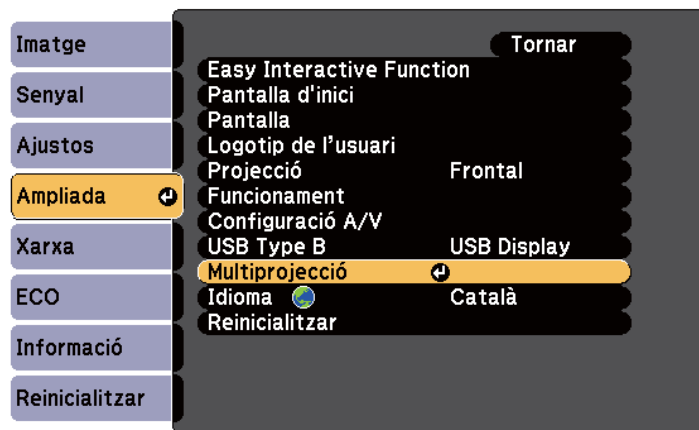 Imatge
Senyal
Ajustos
Ampliada
Xarxa
ECO
Informació
Reinicialitzar
Tornar
Easy Interactive Function
Pantalla d'inici
Pantalla
Logotip de l’usuari
Projecció Frontal
Funcionament
Configuració A/V
USB Type B USB Display
Multiprojecció
Idioma Català
Reinicialitzar